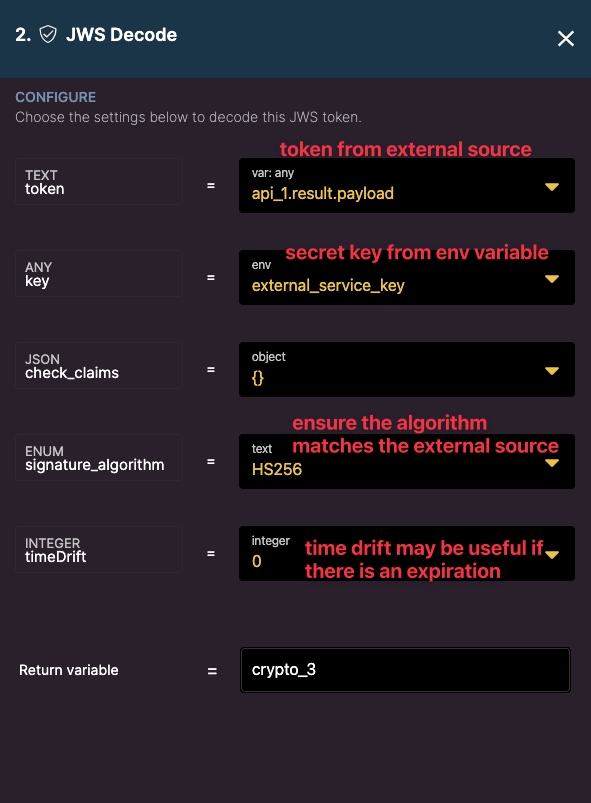 2. JWS Decode
CONFIGURE
Choose the settings below to decode this JWS token.
token from external source
TEXT
token
=
var: any
api_1.result.payload
secret key from env variable
ANY
key
=
env
external_service_key
JSON
check_claims
=
object
{}
ensure the algorithm
matches the external source
ENUM
signature_algorithm
=
text
HS256
INTEGER
timeDrift
=
integer
0
time drift may be useful if
there is an expiration
Return variable
=
crypto_3